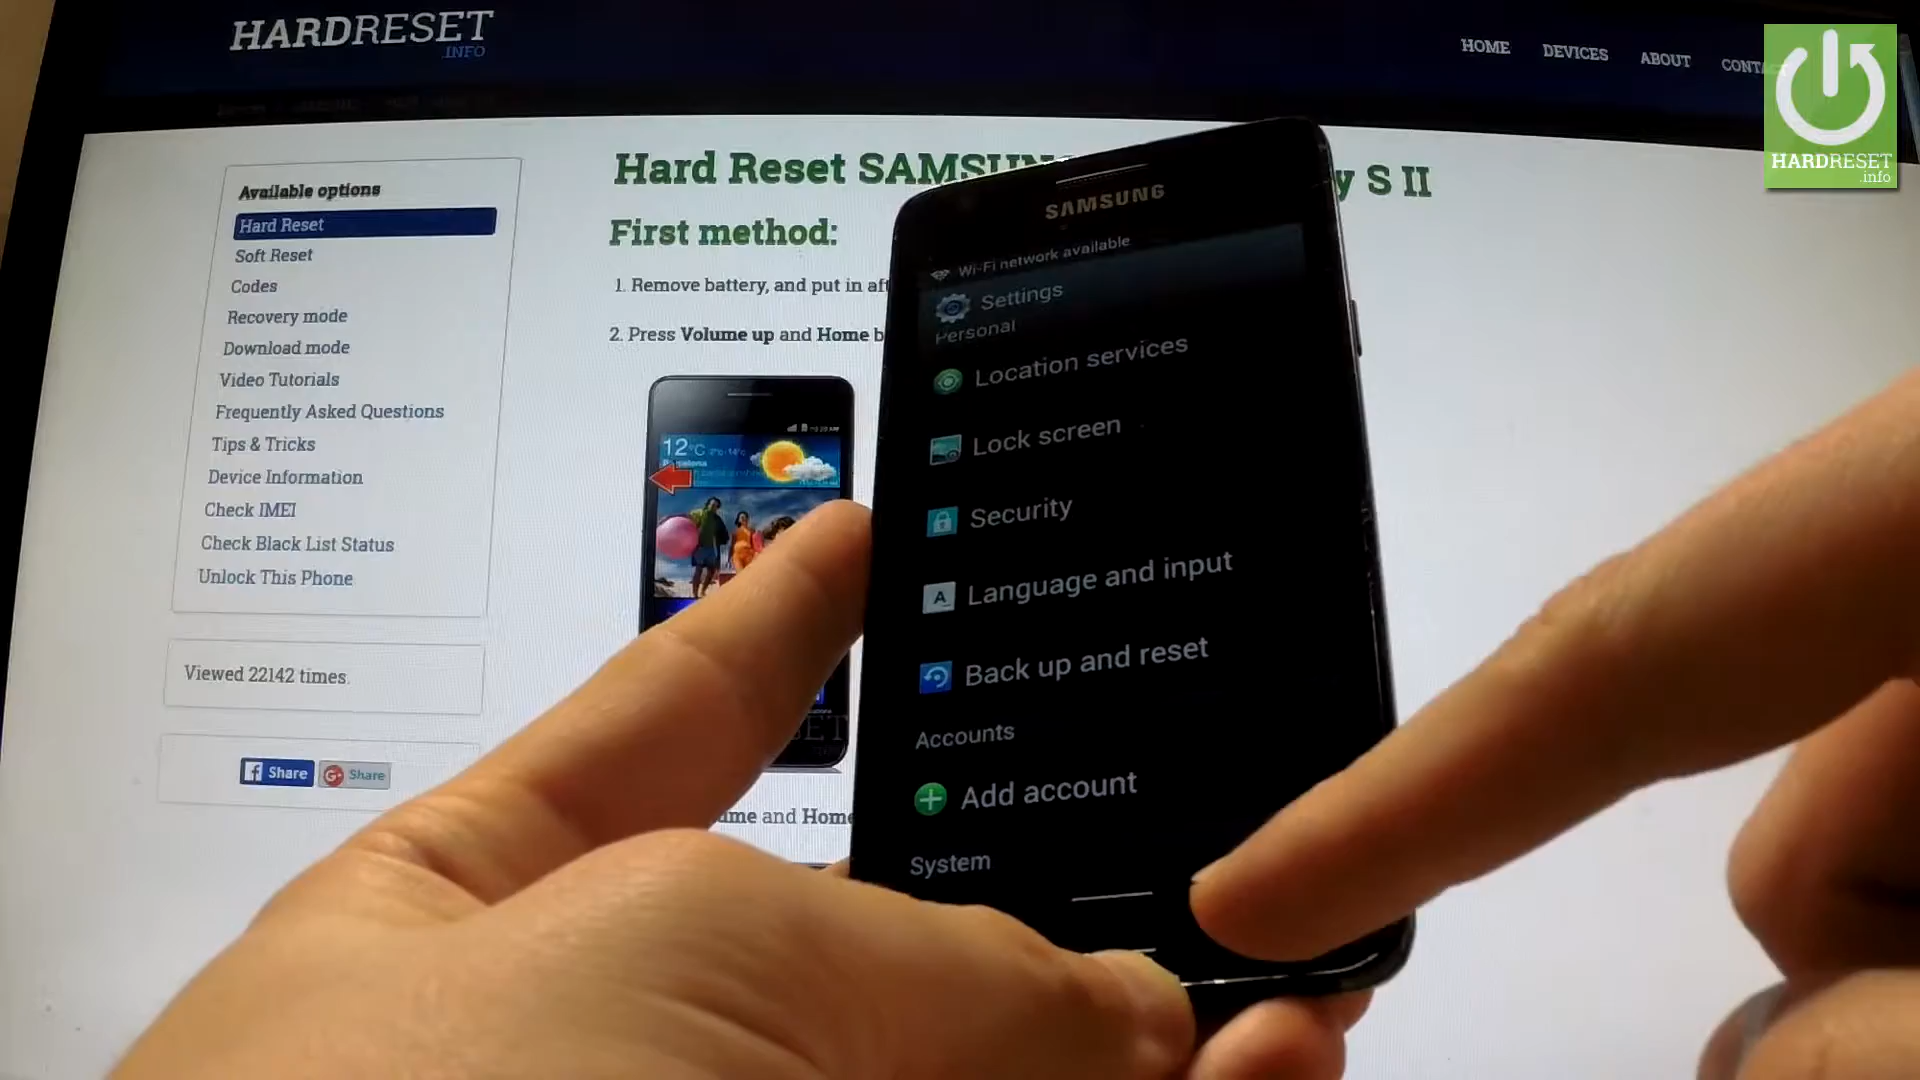 HARDRESET
.INFO
HOME DEVICES ABOUT
HARDRESET
.info
Available options
Hard Reset
Soft Reset
Codes
Recovery mode
Download mode
Video Tutorials
Frequently Asked Questions
Tips & Tricks
Device Information
Check IMEI
Check Black List Status
Unlock This Phone
Viewed 22142 times.
Share
Share
Hard Reset
y S II
First method:
1. Remove battery, and put in
2. Press Volume up and Home
12°C
and Home
SAMSUNG
Wi-Fi network available
Settings
Personal
Location services
Lock screen
Security
Language and input
Back up and reset
Accounts
Add account
System